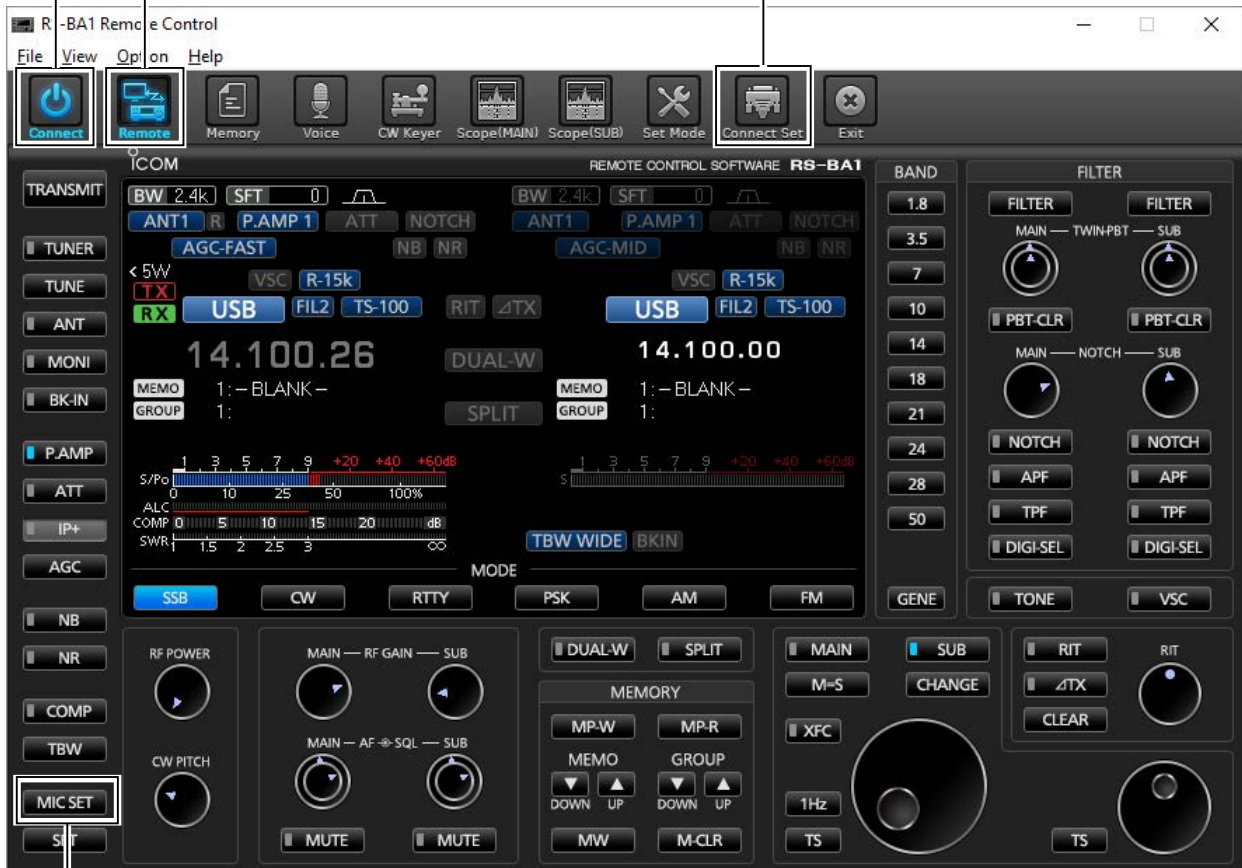 RS-BA1 Remote Control
File View Option Help
Connect Remote Memory Voice CW Keyer Scope(MAIN) Scope(SUB) Set Mode Connect Set Exit
ICOM REMOTE CONTROL SOFTWARE RS-BA1
TRANSMIT
TUNER
TUNE
ANT
MONI
BK-IN
P.AMP
ATT
IP+
AGC
NB
NR
COMP
TBW
MIC SET
SET
BW 2.4k SFT 0 BW 2.4k SFT 0
ANT1 R P.AMP 1 ATT NOTCH ANT1 P.AMP 1 ATT NOTCH
AGC-FAST NB NR AGC-MID NB NR
< 5W
VSC R-15k VSC R-15k
TX
RX USB FIL2 TS-100 RIT ⊿TX USB FIL2 TS-100
14.100.26 DUAL-W 14.100.00
MEMO 1: – BLANK – MEMO 1: – BLANK –
GROUP 1: SPLIT GROUP 1:
1 3 5 7 9 +20 +40 +60dB 1 3 5 7 9 +20 +40 +60dB
S/Po S
0 10 25 50 100%
ALC
COMP 0 5 10 15 20 dB
SWR 1 1.5 2 2.5 3 ∞
TBW WIDE BKIN
MODE
SSB CW RTTY PSK AM FM
BAND
1.8
3.5
7
10
14
18
21
24
28
50
GENE
FILTER
FILTER FILTER
MAIN — TWIN-PBT — SUB
PBT-CLR PBT-CLR
MAIN — NOTCH — SUB
NOTCH NOTCH
APF APF
TPF TPF
DIGI-SEL DIGI-SEL
TONE VSC
RF POWER
CW PITCH
MAIN — RF GAIN — SUB
MAIN — AF SQL — SUB
MUTE MUTE
DUAL-W SPLIT
MEMORY
MP-W MP-R
MEMO GROUP
▼ ▲ ▼ ▲
DOWN UP DOWN UP
MW M-CLR
MAIN SUB
M=S CHANGE
XFC
1Hz
TS
RIT RIT
⊿TX
CLEAR
TS